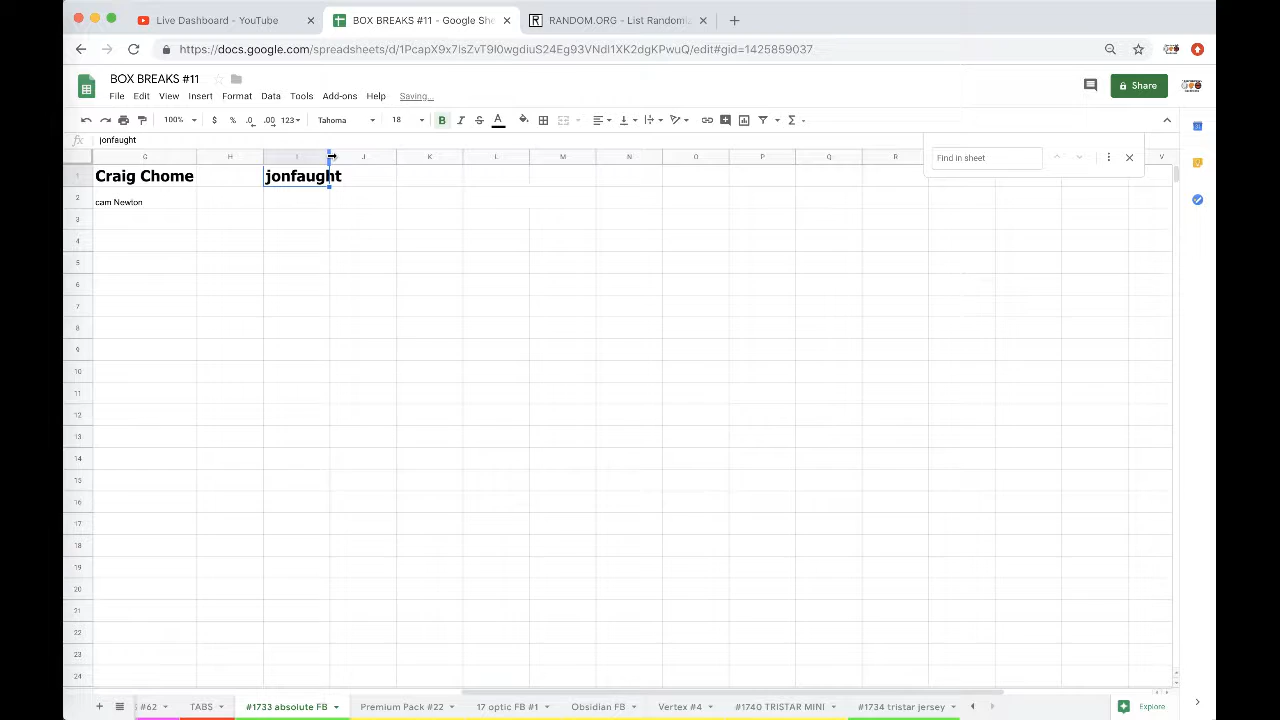 Live Dashboard - YouTube × BOX BREAKS #11 - Google She × RANDOM.ORG - List Randomi ×
https://docs.google.com/spreadsheets/d/1PcapX9x7IsZvT9l0wgdiuS24Eg93VNdl1XK2dgKPwuQ/edit#gid=1425859037
BOX BREAKS #11
File Edit View Insert Format Data Tools Add-ons Help Saving...
Share
100% $ % .0 .00 123 Tahoma 18 B I S A
fx jonfaught
Find in sheet
G H I J K L M N O P Q R V
1 Craig Chome jonfaught
2 cam Newton
3
4
5
6
7
8
9
10
11
12
13
14
15
16
17
18
19
20
21
22
23
24
#62 TABS #1733 absolute FB Premium Pack #22 17 optic FB #1 Obsidian FB Vertex #4 #1740 TRISTAR MINI #1734 tristar jersey Explore